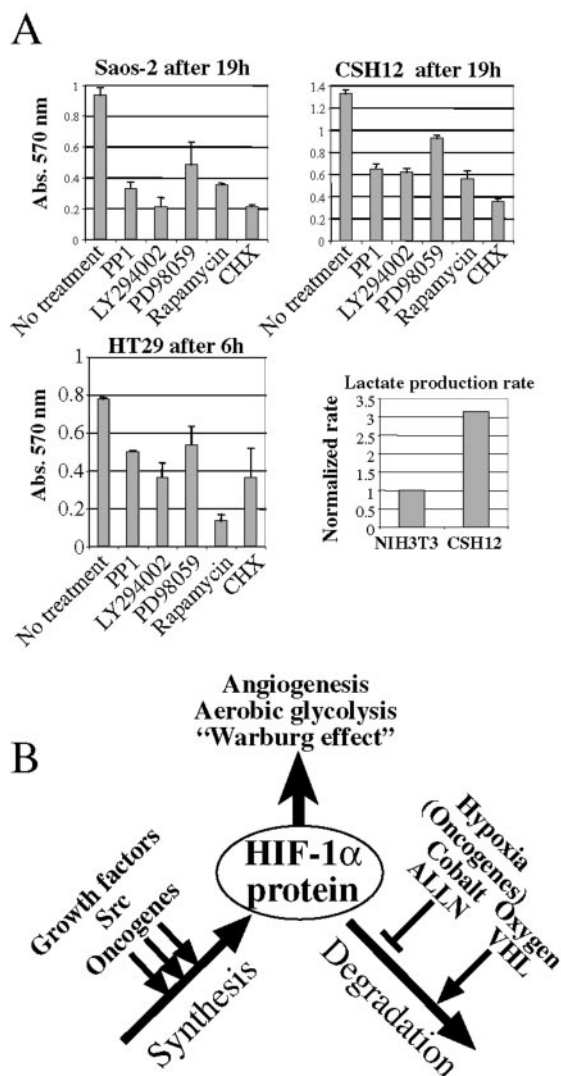 A
Saos-2 after 19h
Abs. 570 nm
1
0.8
0.6
0.4
0.2
0
No treatment
PP1
LY294002
PD98059
Rapamycin
CHX
CSH12 after 19h
1.4
1.2
1
0.8
0.6
0.4
0.2
0
No treatment
PP1
LY294002
PD98059
Rapamycin
CHX
HT29 after 6h
Abs. 570 nm
1
0.8
0.6
0.4
0.2
0
No treatment
PP1
LY294002
PD98059
Rapamycin
CHX
Lactate production rate
Normalized rate
3.5
3
2.5
2
1.5
1
0.5
0
NIH3T3
CSH12
B
Angiogenesis
Aerobic glycolysis
“Warburg effect”
HIF-1α
protein
Growth factors
Src
Oncogenes
Synthesis
Hypoxia
(Oncogenes)
Cobalt
ALLN
Oxygen
VHL
Degradation